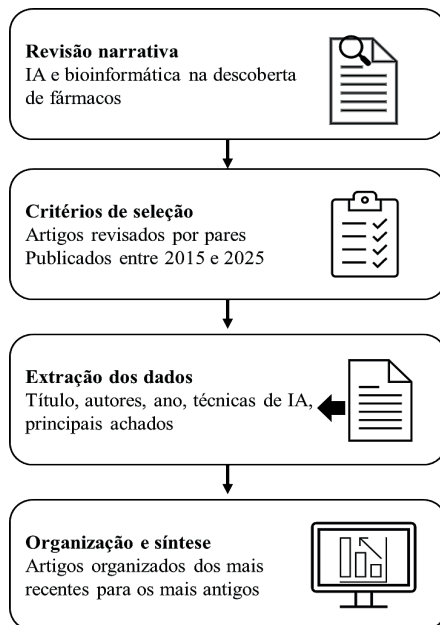 Revisão narrativa
IA e bioinformática na descoberta
de fármacos
Critérios de seleção
Artigos revisados por pares
Publicados entre 2015 e 2025
Extração dos dados
Título, autores, ano, técnicas de IA,
principais achados
Organização e síntese
Artigos organizados dos mais
recentes para os mais antigos